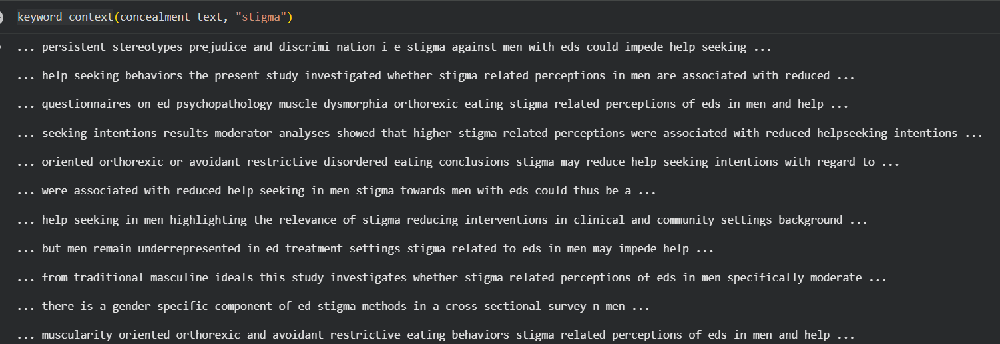 keyword_context(concealment_text, "stigma")
... persistent stereotypes prejudice and discrimi nation i e stigma against men with eds could impede help seeking ...
... help seeking behaviors the present study investigated whether stigma related perceptions in men are associated with reduced ...
... questionnaires on ed psychopathology muscle dysmorphia orthorexic eating stigma related perceptions of eds in men and help ...
... seeking intentions results moderator analyses showed that higher stigma related perceptions were associated with reduced helpseeking intentions ...
... oriented orthorexic or avoidant restrictive disordered eating conclusions stigma may reduce help seeking intentions with regard to ...
... were associated with reduced help seeking in men stigma towards men with eds could thus be a ...
... help seeking in men highlighting the relevance of stigma reducing interventions in clinical and community settings background ...
... but men remain underrepresented in ed treatment settings stigma related to eds in men may impede help ...
... from traditional masculine ideals this study investigates whether stigma related perceptions of eds in men specifically moderate ...
... there is a gender specific component of ed stigma methods in a cross sectional survey n men ...
... muscularity oriented orthorexic and avoidant restrictive eating behaviors stigma related perceptions of eds in men and help ...